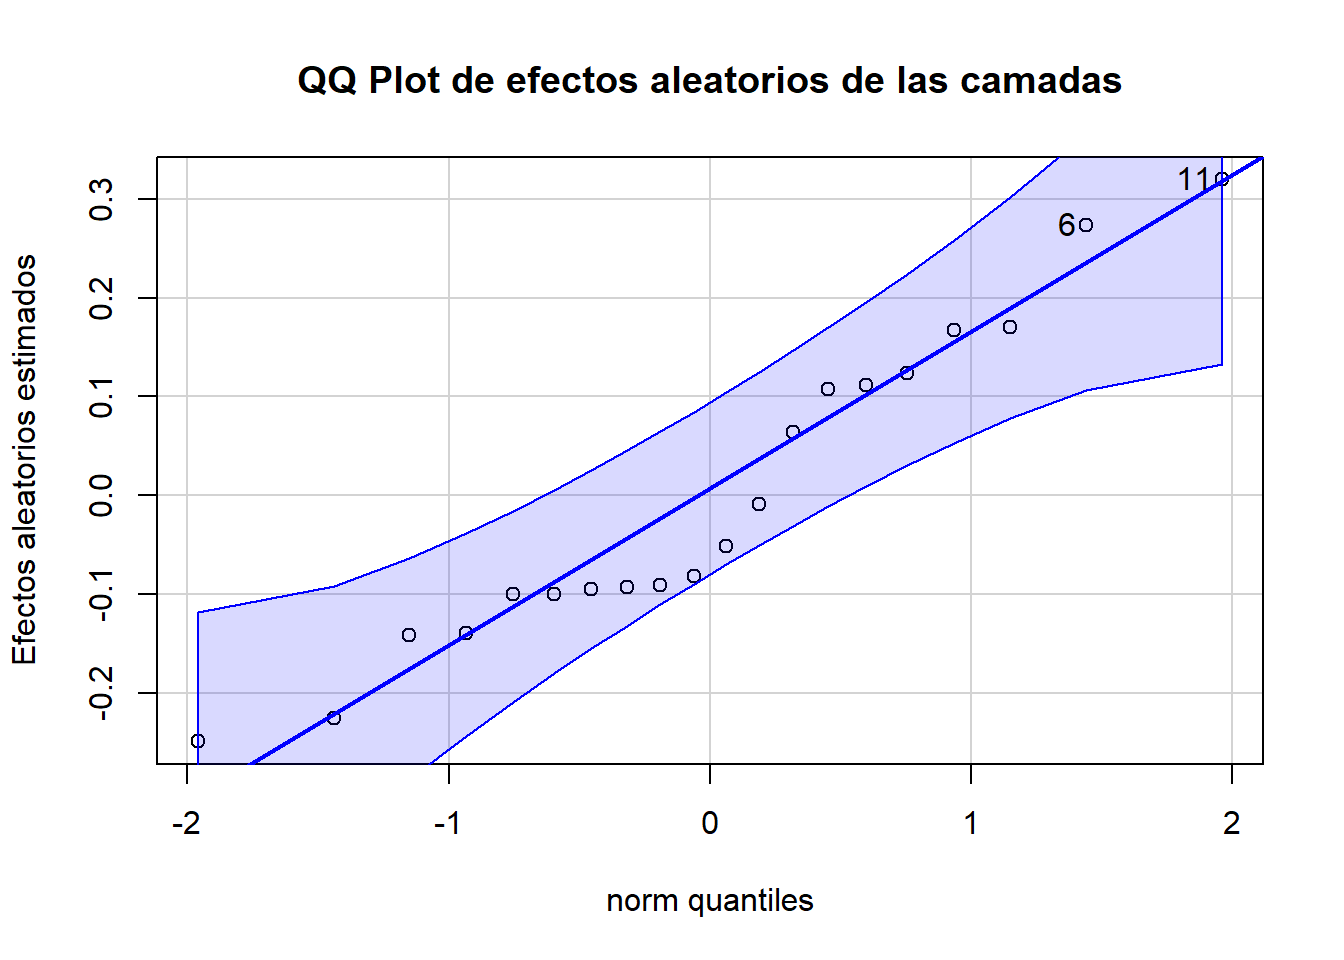 QQ Plot de efectos aleatorios de las camadas
Efectos aleatorios estimados
0.3
0.2
0.1
0.0
-0.1
-0.2
11
6
-2 -1 0 1 2
norm quantiles